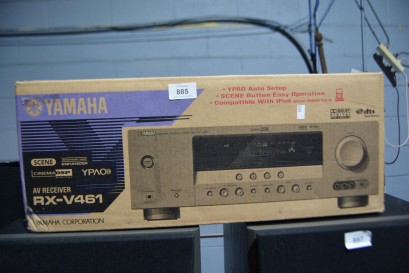 YAMAHA
885
• YPAO Auto Setup
• SCENE Button Easy Operation
• Compatible With iPod
dts
SCENE
CINEMA DSP
YPAO
AV RECEIVER
RX-V461
YAMAHA CORPORATION
YAMAHA
887